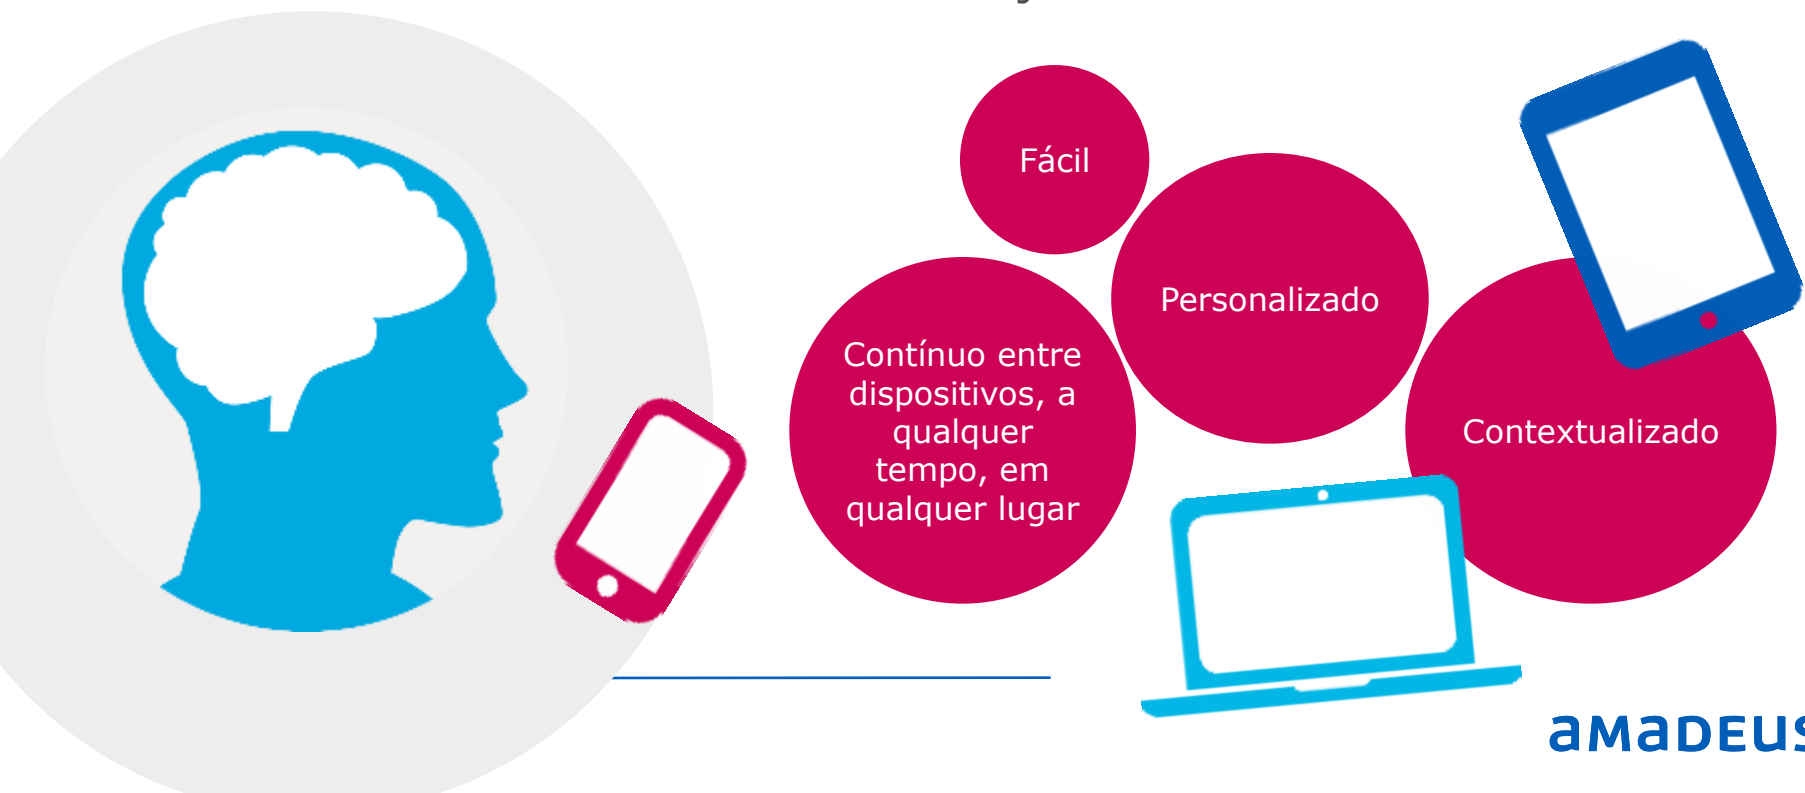 Fácil
Personalizado
Contínuo entre
dispositivos, a
qualquer
tempo, em
qualquer lugar
Contextualizado
amadeus